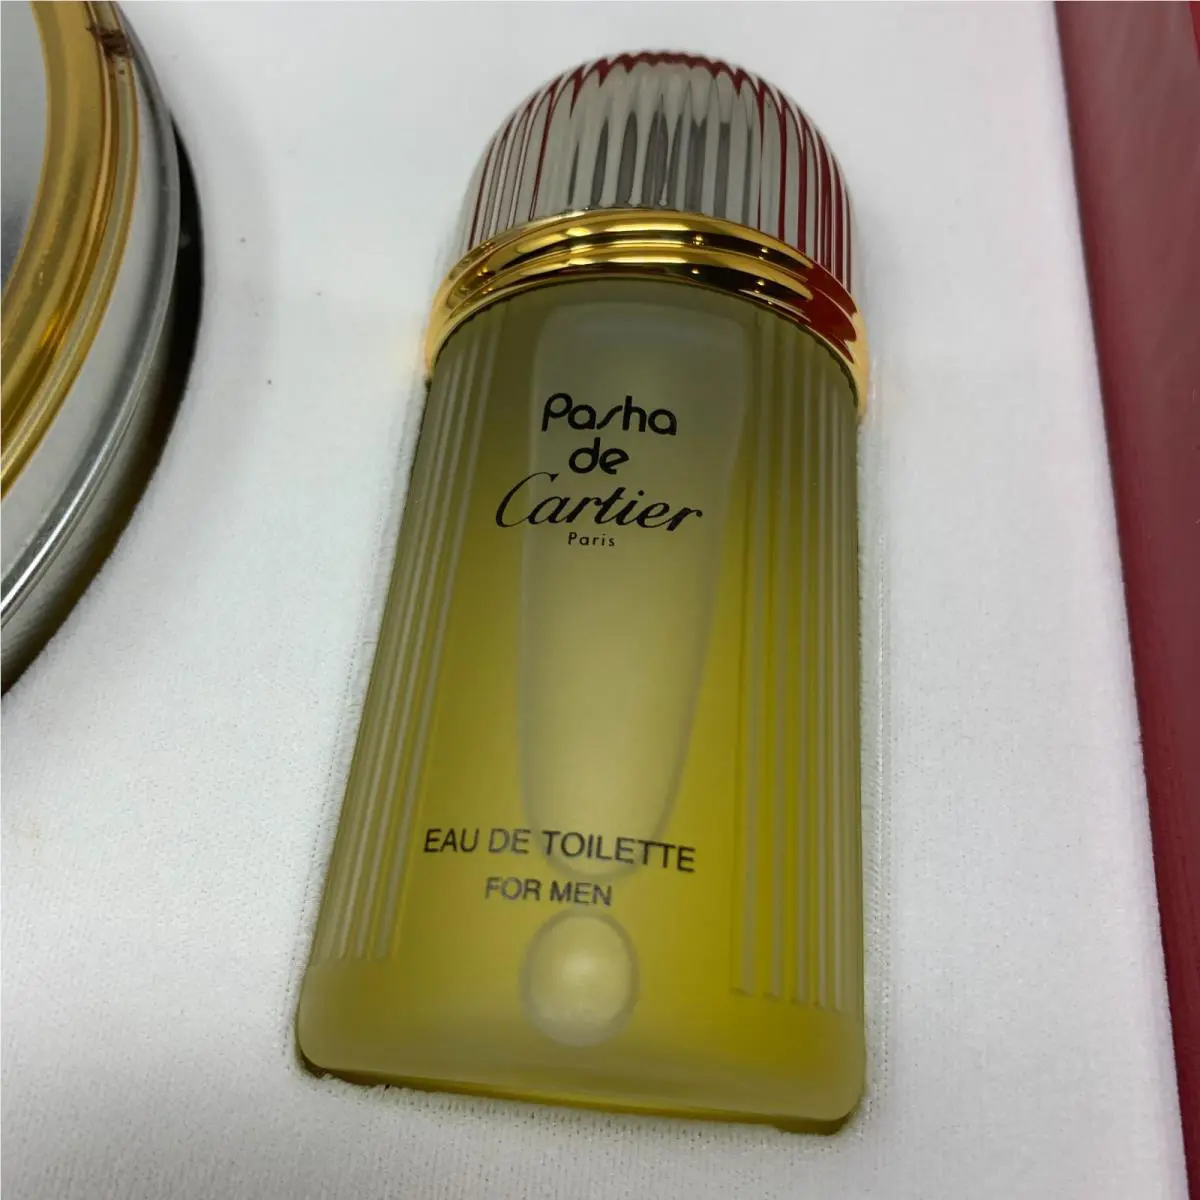 Pasha
de
Cartier
Paris
EAU DE TOILETTE
FOR MEN